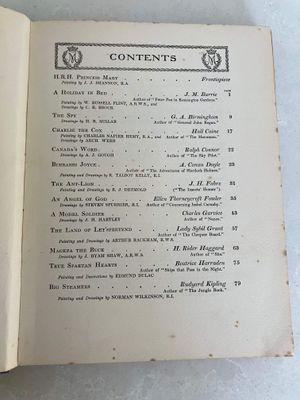 CONTENTS
H.R.H. PRINCESS MARY Frontispiece
Painting by J. J. SHANNON, R.A.
PAGE
A HOLIDAY IN BED J. M. Barrie 1
Painting by W. RUSSELL FLINT, A.R.W.S., and Author of "Peter Pan in Kensington Gardens."
Drawings by C. E. BROCK
THE SPY G. A. Birmingham 9
Drawings by H. R. MILLAR Author of "General John Regan."
CHARLIE THE COX Hall Caine 17
Painting by CHARLES NAPIER HEMY, R.A., and Author of "The Manxman."
Drawings by ARCH. WEBB
CANADA'S WORD Ralph Connor 22
Painting by A. J. GOUGH Author of "The Sky Pilot."
BIMBASHI JOYCE A. Conan Doyle 23
Drawings by R. TALBOT KELLY, R.I. Author of "The Adventures of Sherlock Holmes."
THE ANT-LION J. H. Fabre 31
Drawings by E. J. DETMOLD ("The Insects' Homer").
AN ANGEL OF GOD Ellen Thorneycroft Fowler 35
Drawings by STEVEN SPURRIER, R.I. Author of "Concerning Isabel Carnaby."
A MODEL SOLDIER Charles Garvice
Drawings by J. H. HARTLEY Author of "Nance."
THE LAND OF LET'SPRETEND Lady Sybil Grant 57
Painting by ARTHUR RACKHAM, R.W.S. Author of "The Chequer Board."
MAGEPA THE BUCK H. Rider Haggard 63
Drawings by J. BYAM SHAW, A.R.W.S. Author of "She."
TRUE SPARTAN HEARTS Beatrice Harraden 75
Painting and Decorations by EDMUND DULAC Author of "Ships that Pass in the Night."
BIG STEAMERS Rudyard Kipling 79
Painting and Drawings by NORMAN WILKINSON, R.I. Author of "The Jungle Book."